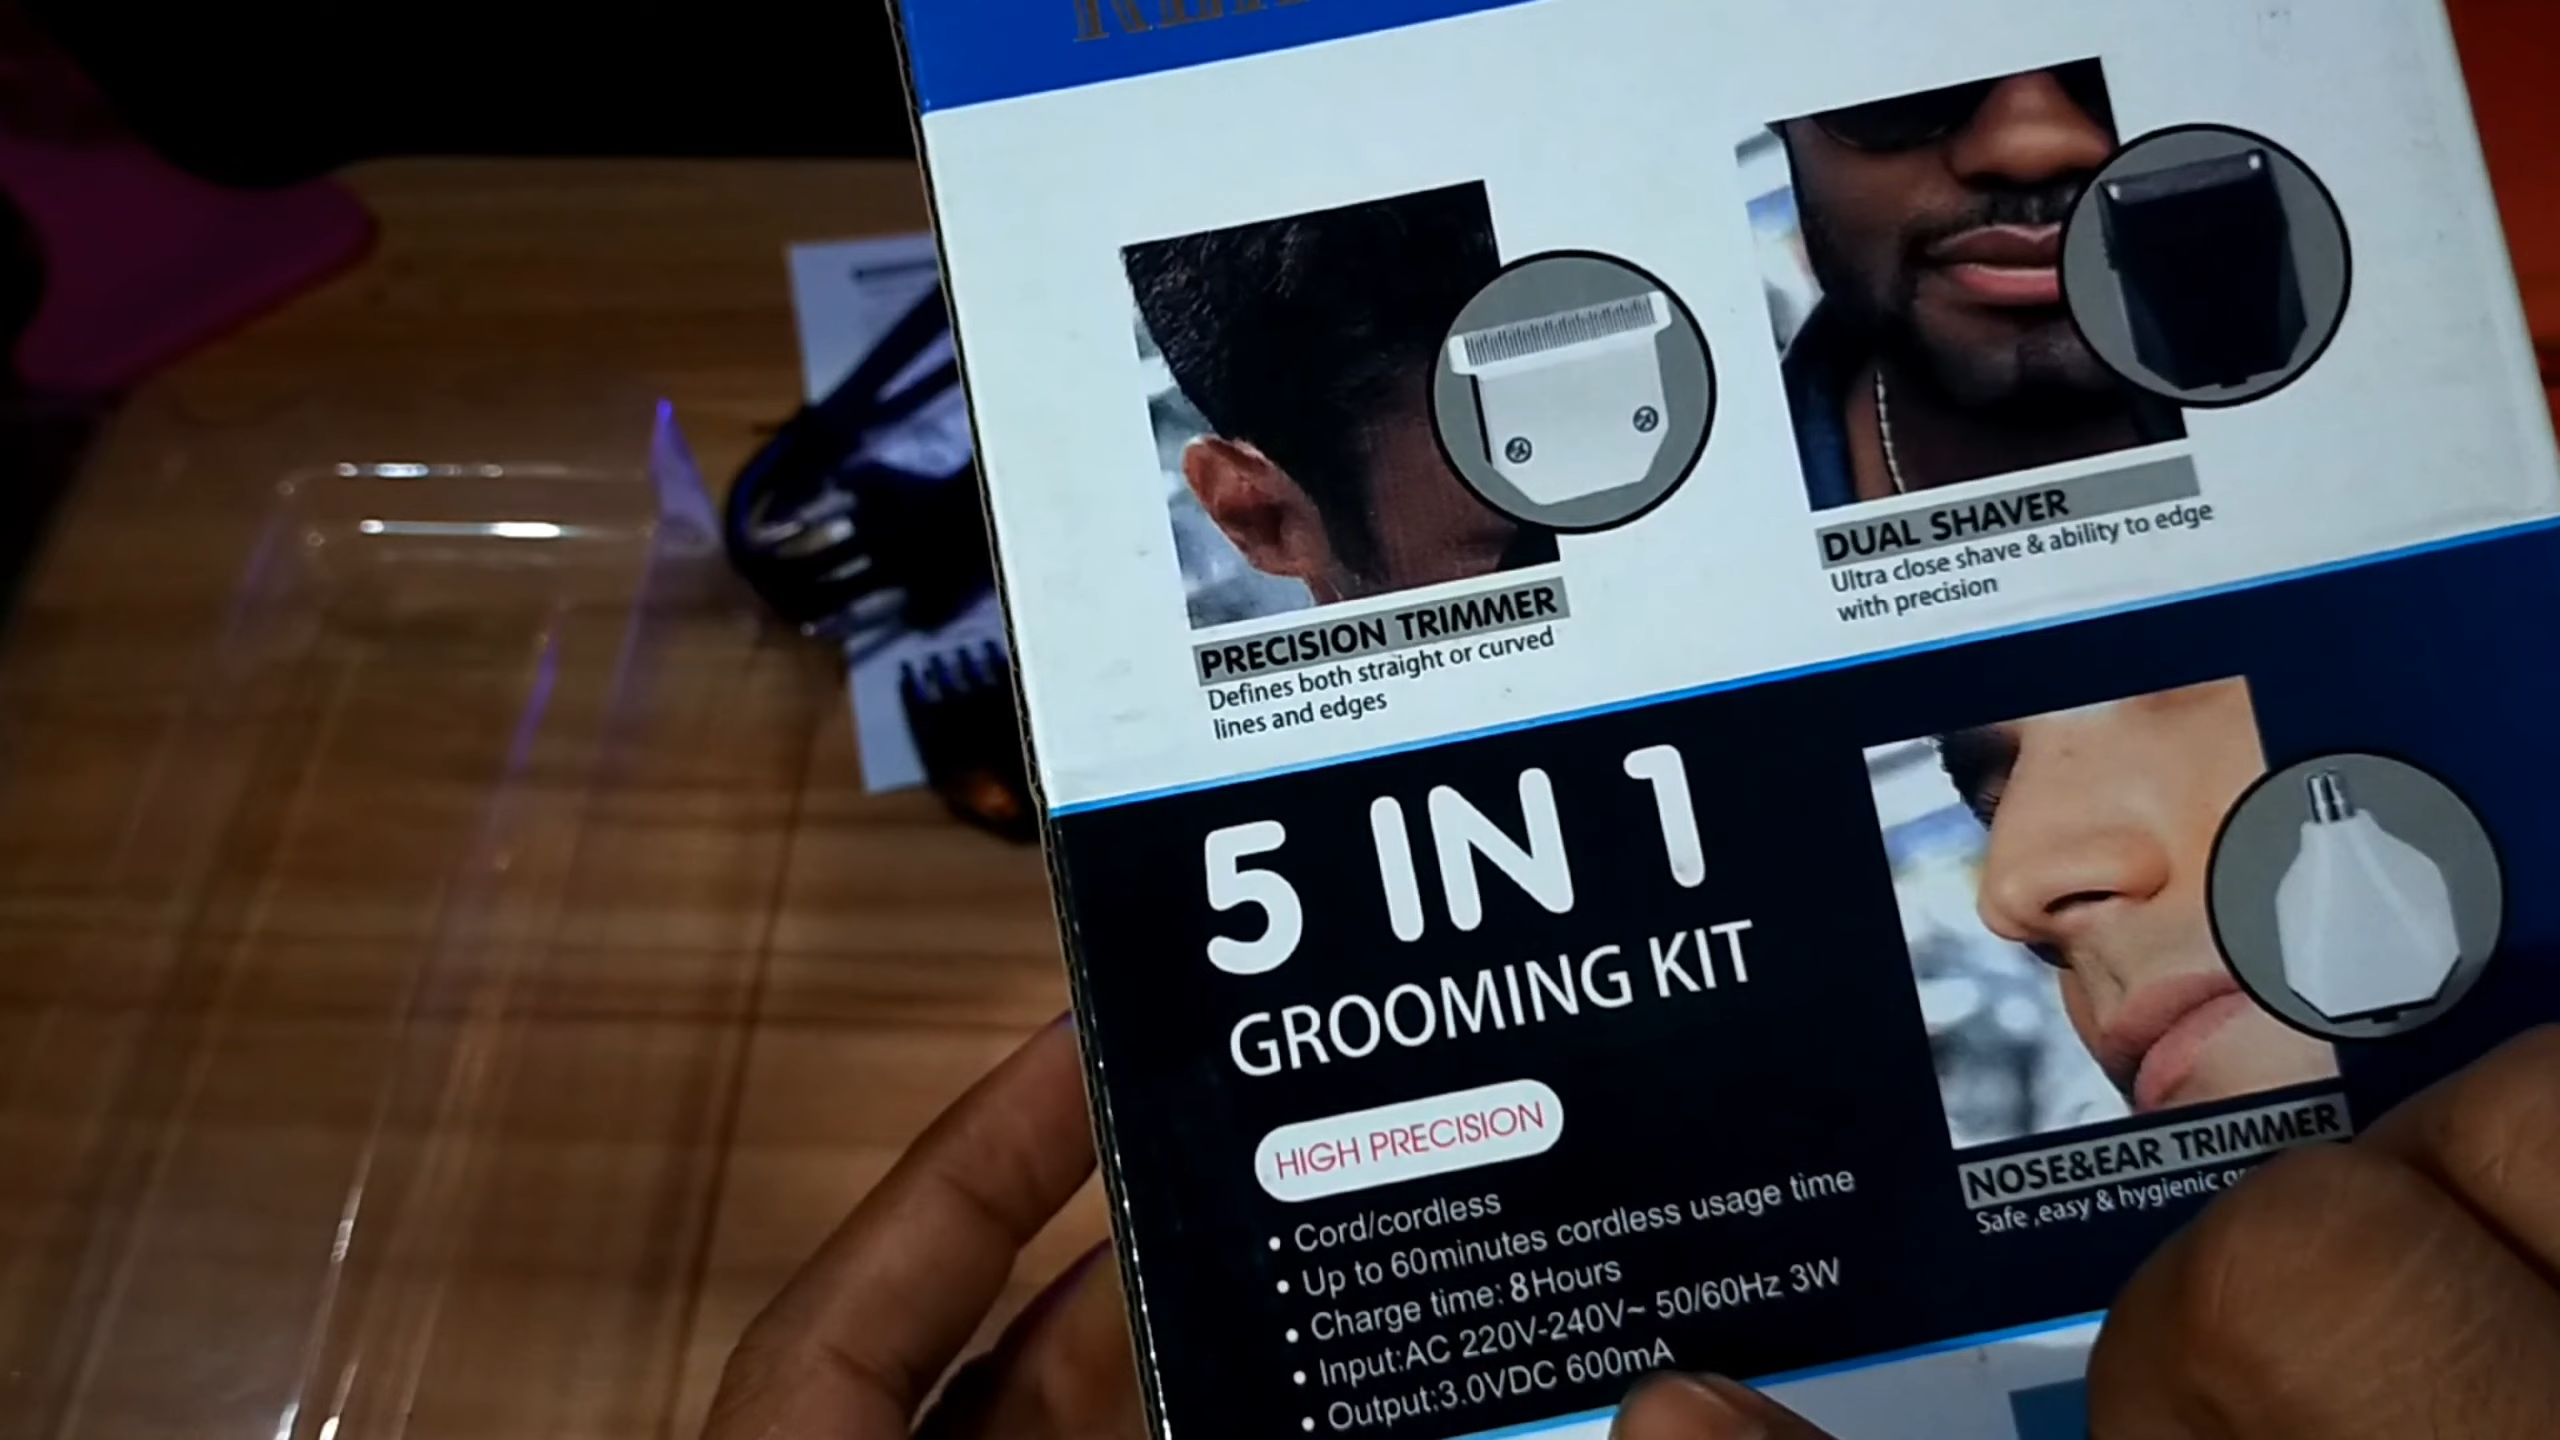 PRECISION TRIMMER
Defines both straight or curved
lines and edges
DUAL SHAVER
Ultra close shave & ability to edge
with precision
5 IN 1
GROOMING KIT
HIGH PRECISION
• Cord/cordless
• Up to 60minutes cordless usage time
• Charge time: 8Hours
• Input:AC 220V-240V~ 50/60Hz 3W
• Output:3.0VDC 600mA
NOSE&EAR TRIMMER
Safe ,easy & hygienic